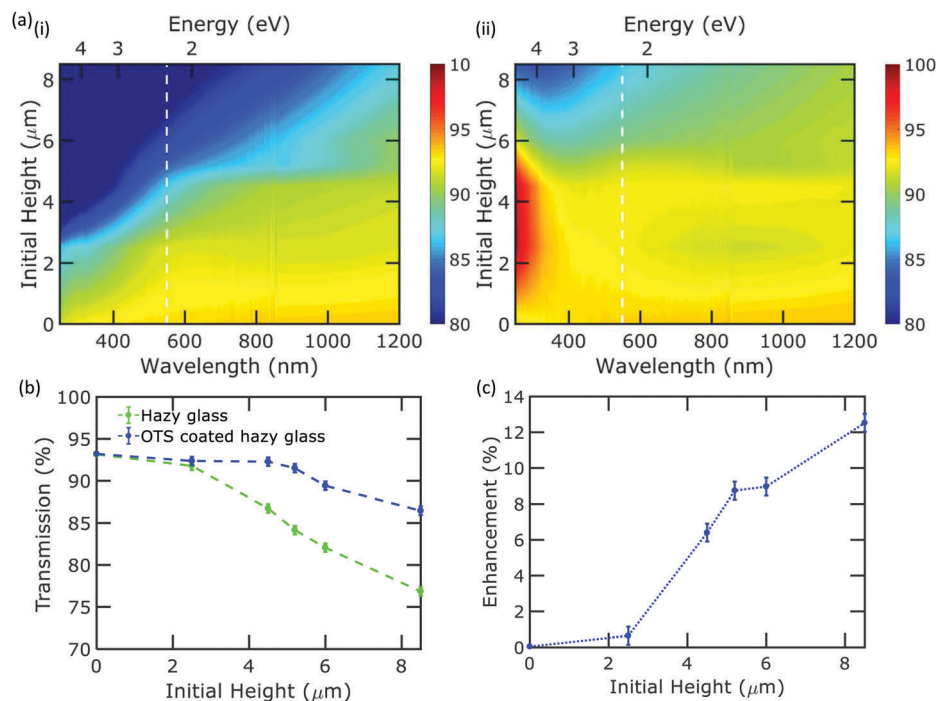 (a) (i) Energy (eV)
4 3 2
Initial Height (μm)
8
6
4
2
0
400 600 800 1000 1200
Wavelength (nm)
10
95
90
85
80
(ii) Energy (eV)
4 3 2
Initial Height (μm)
8
6
4
2
0
400 600 800 1000 1200
Wavelength (nm)
100
95
90
85
80
(b)
Transmission (%)
100
95
90
85
80
75
70
Hazy glass
OTS coated hazy glass
0 2 4 6 8
Initial Height (μm)
(c)
Enhancement (%)
14
12
10
8
6
4
2
0
0 2 4 6 8
Initial Height (μm)